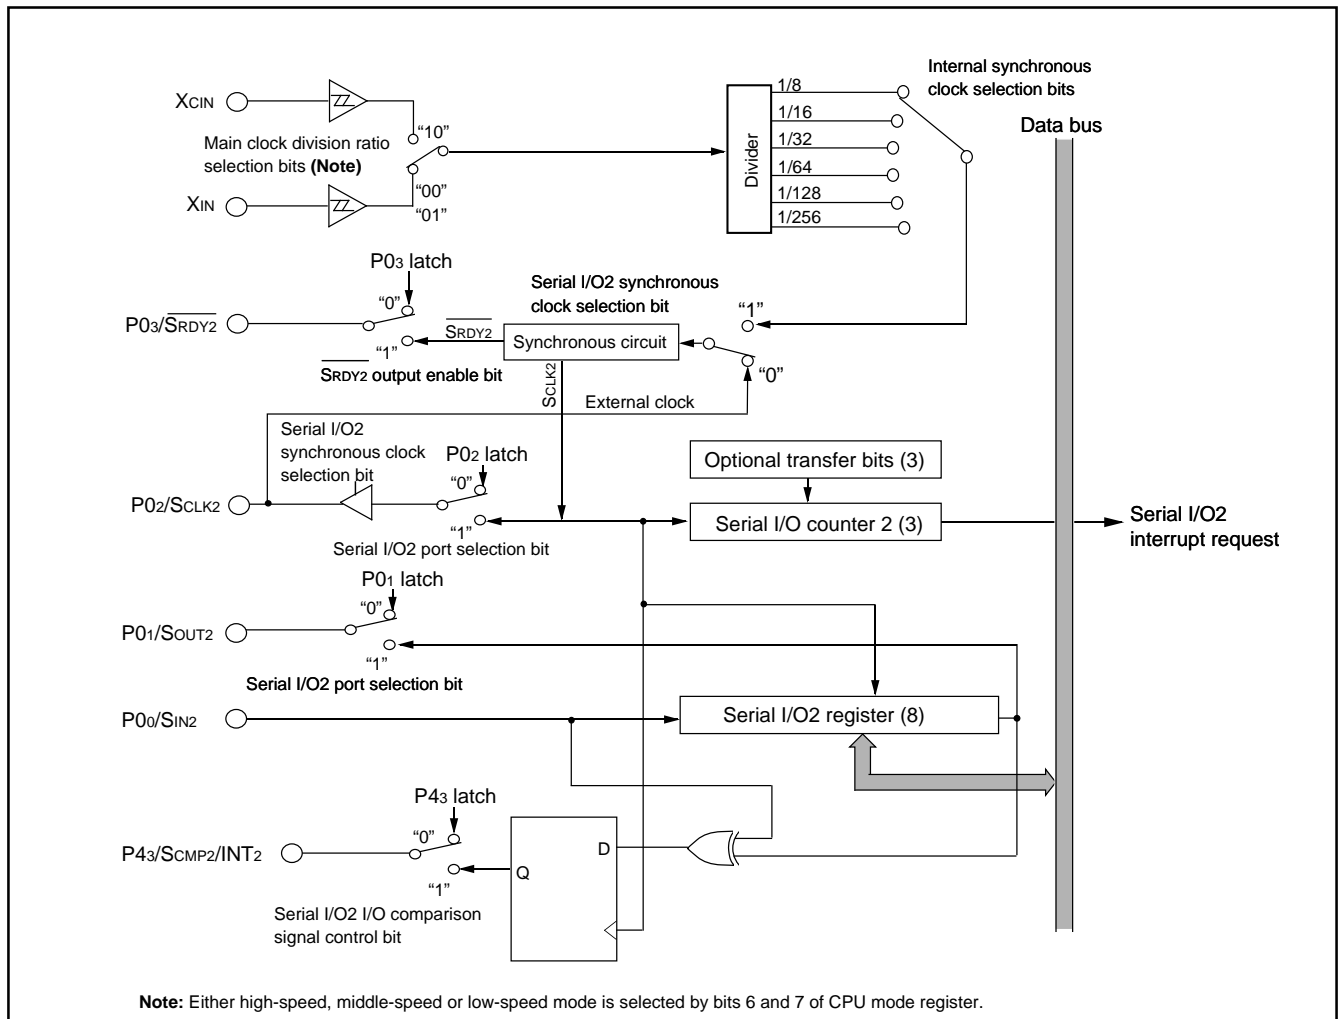 XCIN
Main clock division ratio
selection bits (Note)
XIN
“10”
“00”
“01”
Divider
1/8
1/16
1/32
1/64
1/128
1/256
Internal synchronous
clock selection bits
Data bus
P03 latch
“0”
P03/SRDY2
“1”
SRDY2
SRDY2 output enable bit
Serial I/O2 synchronous
clock selection bit
Synchronous circuit
“1”
“0”
SCLK2
External clock
Serial I/O2
synchronous clock
selection bit
P02 latch
“0”
P02/SCLK2
“1”
Serial I/O2 port selection bit
Optional transfer bits (3)
Serial I/O counter 2 (3)
Serial I/O2
interrupt request
P01 latch
“0”
P01/SOUT2
“1”
Serial I/O2 port selection bit
P00/SIN2
Serial I/O2 register (8)
P43 latch
“0”
P43/SCMP2/INT2
“1”
D
Q
Serial I/O2 I/O comparison
signal control bit
Note: Either high-speed, middle-speed or low-speed mode is selected by bits 6 and 7 of CPU mode register.